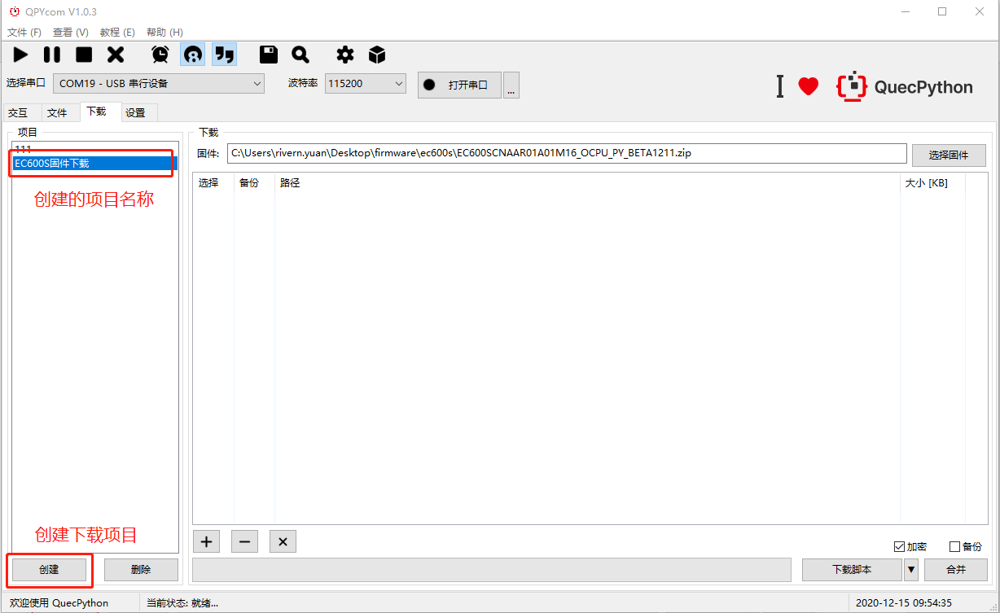 QPYcom V1.0.3
文件 (F) 查看 (V) 教程 (E) 帮助 (H)
选择串口 COM19 - USB 串行设备 波特率 115200 打开串口 ...
I QuecPython
交互 文件 下载 设置
项目
111
EC600S固件下载
创建的项目名称
创建下载项目
创建 删除
下载
固件: C:\Users\rivern.yuan\Desktop\firmware\ec600s\EC600SCNAAR01A01M16_OCPU_PY_BETA1211.zip 选择固件
选择 备份 路径 大小 [KB]
加密 备份
下载脚本 合并
欢迎使用 QuecPython 当前状态: 就绪... 2020-12-15 09:54:35